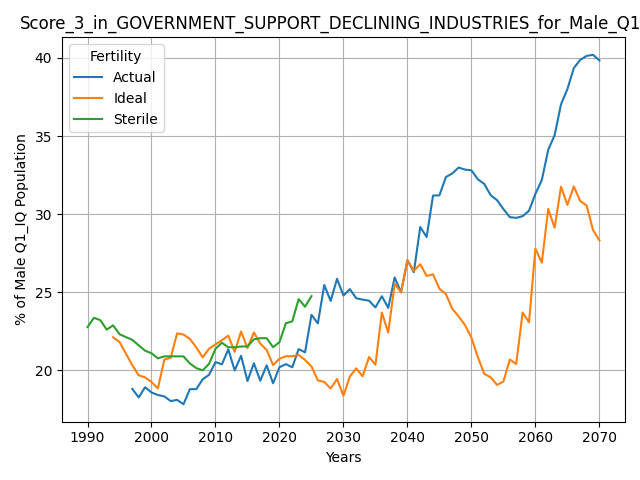 Score_3_in_GOVERNMENT_SUPPORT_DECLINING_INDUSTRIES_for_Male_Q1
Fertility
Actual
Ideal
Sterile
% of Male Q1_IQ Population
40
35
30
25
20
1990 2000 2010 2020 2030 2040 2050 2060 2070
Years